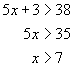 5x + 3 > 38
5x > 35
x > 7